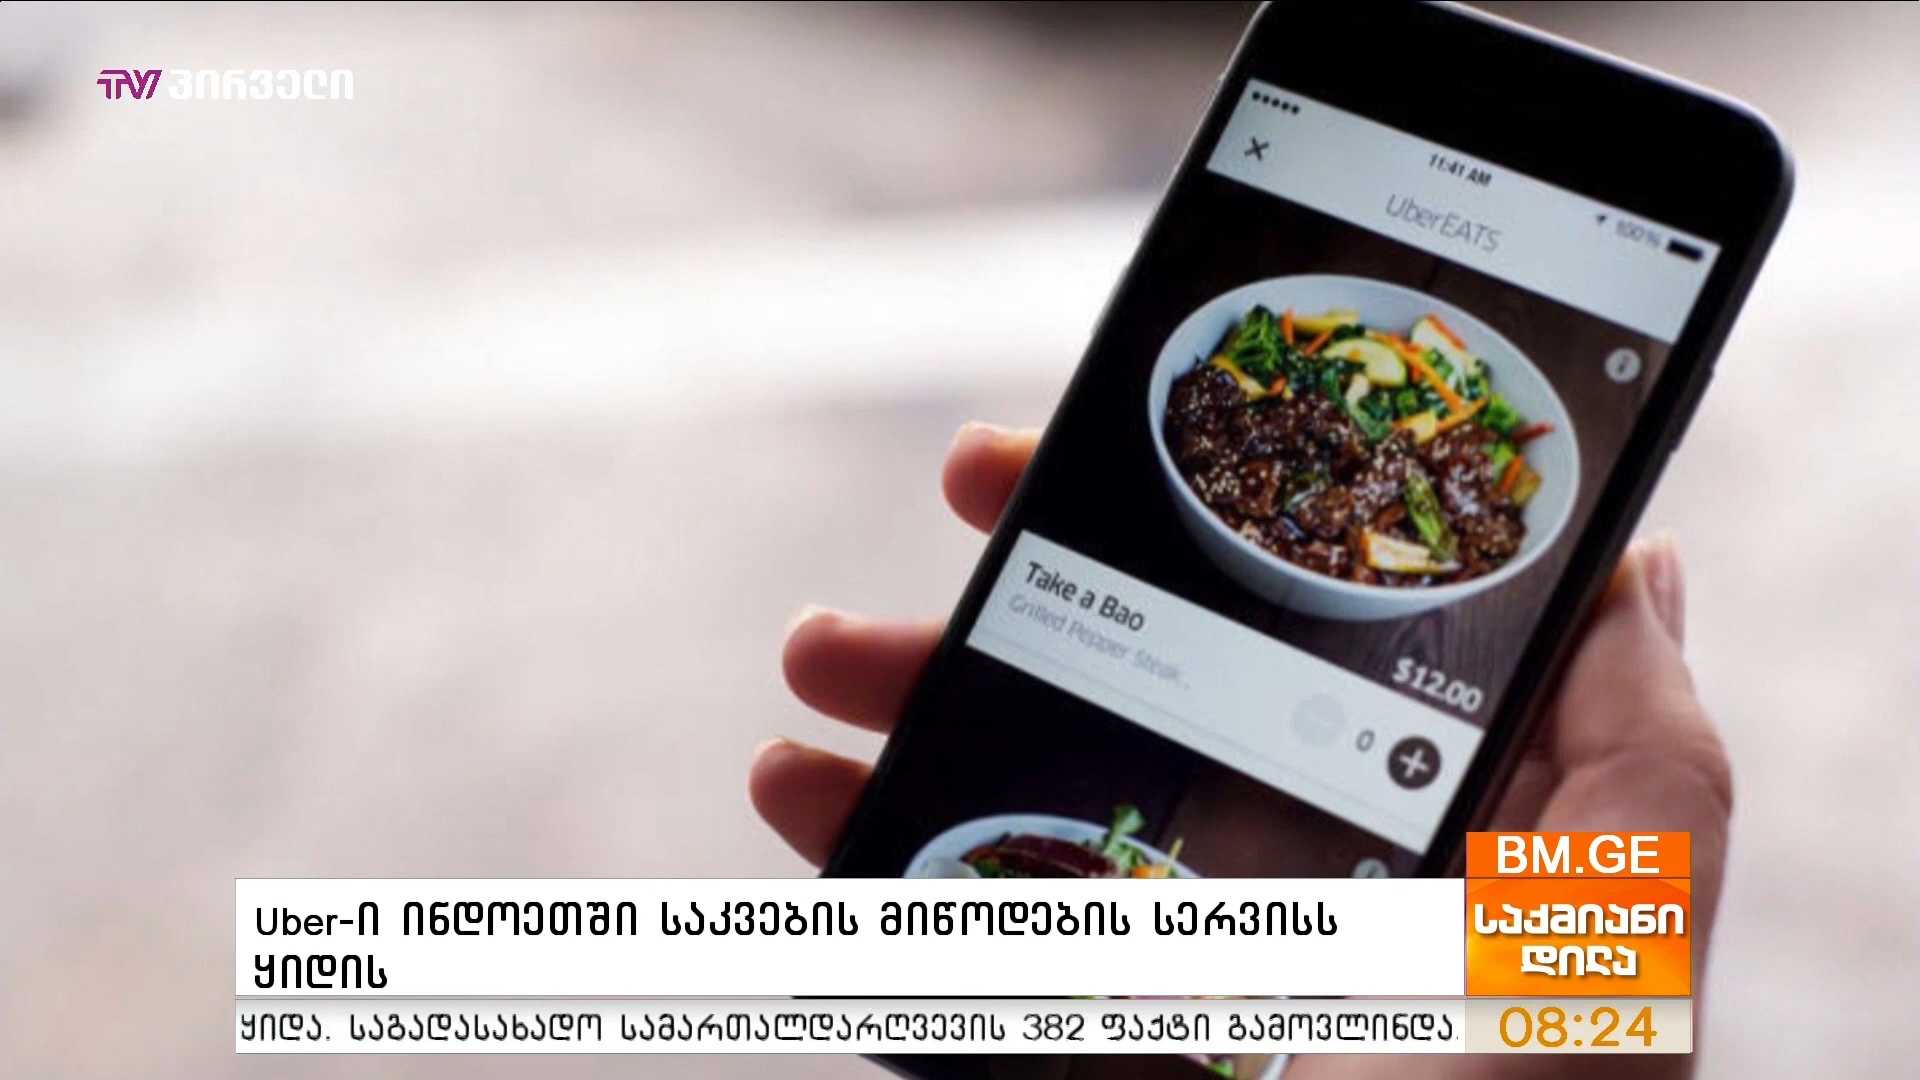 TV პირველი
11:41 AM
100%
UberEATS
Take a Bao
Grilled Pepper Steak...
$12.00
0
BM.GE
Uber-ი ინდოეთში საკვების მიწოდების სერვისს
ყიდის
საქმიანი
დილა
ყიდა. საგადასახადო სამართალდარღვევის 382 ფაქტი გამოვლინდა.
08:24